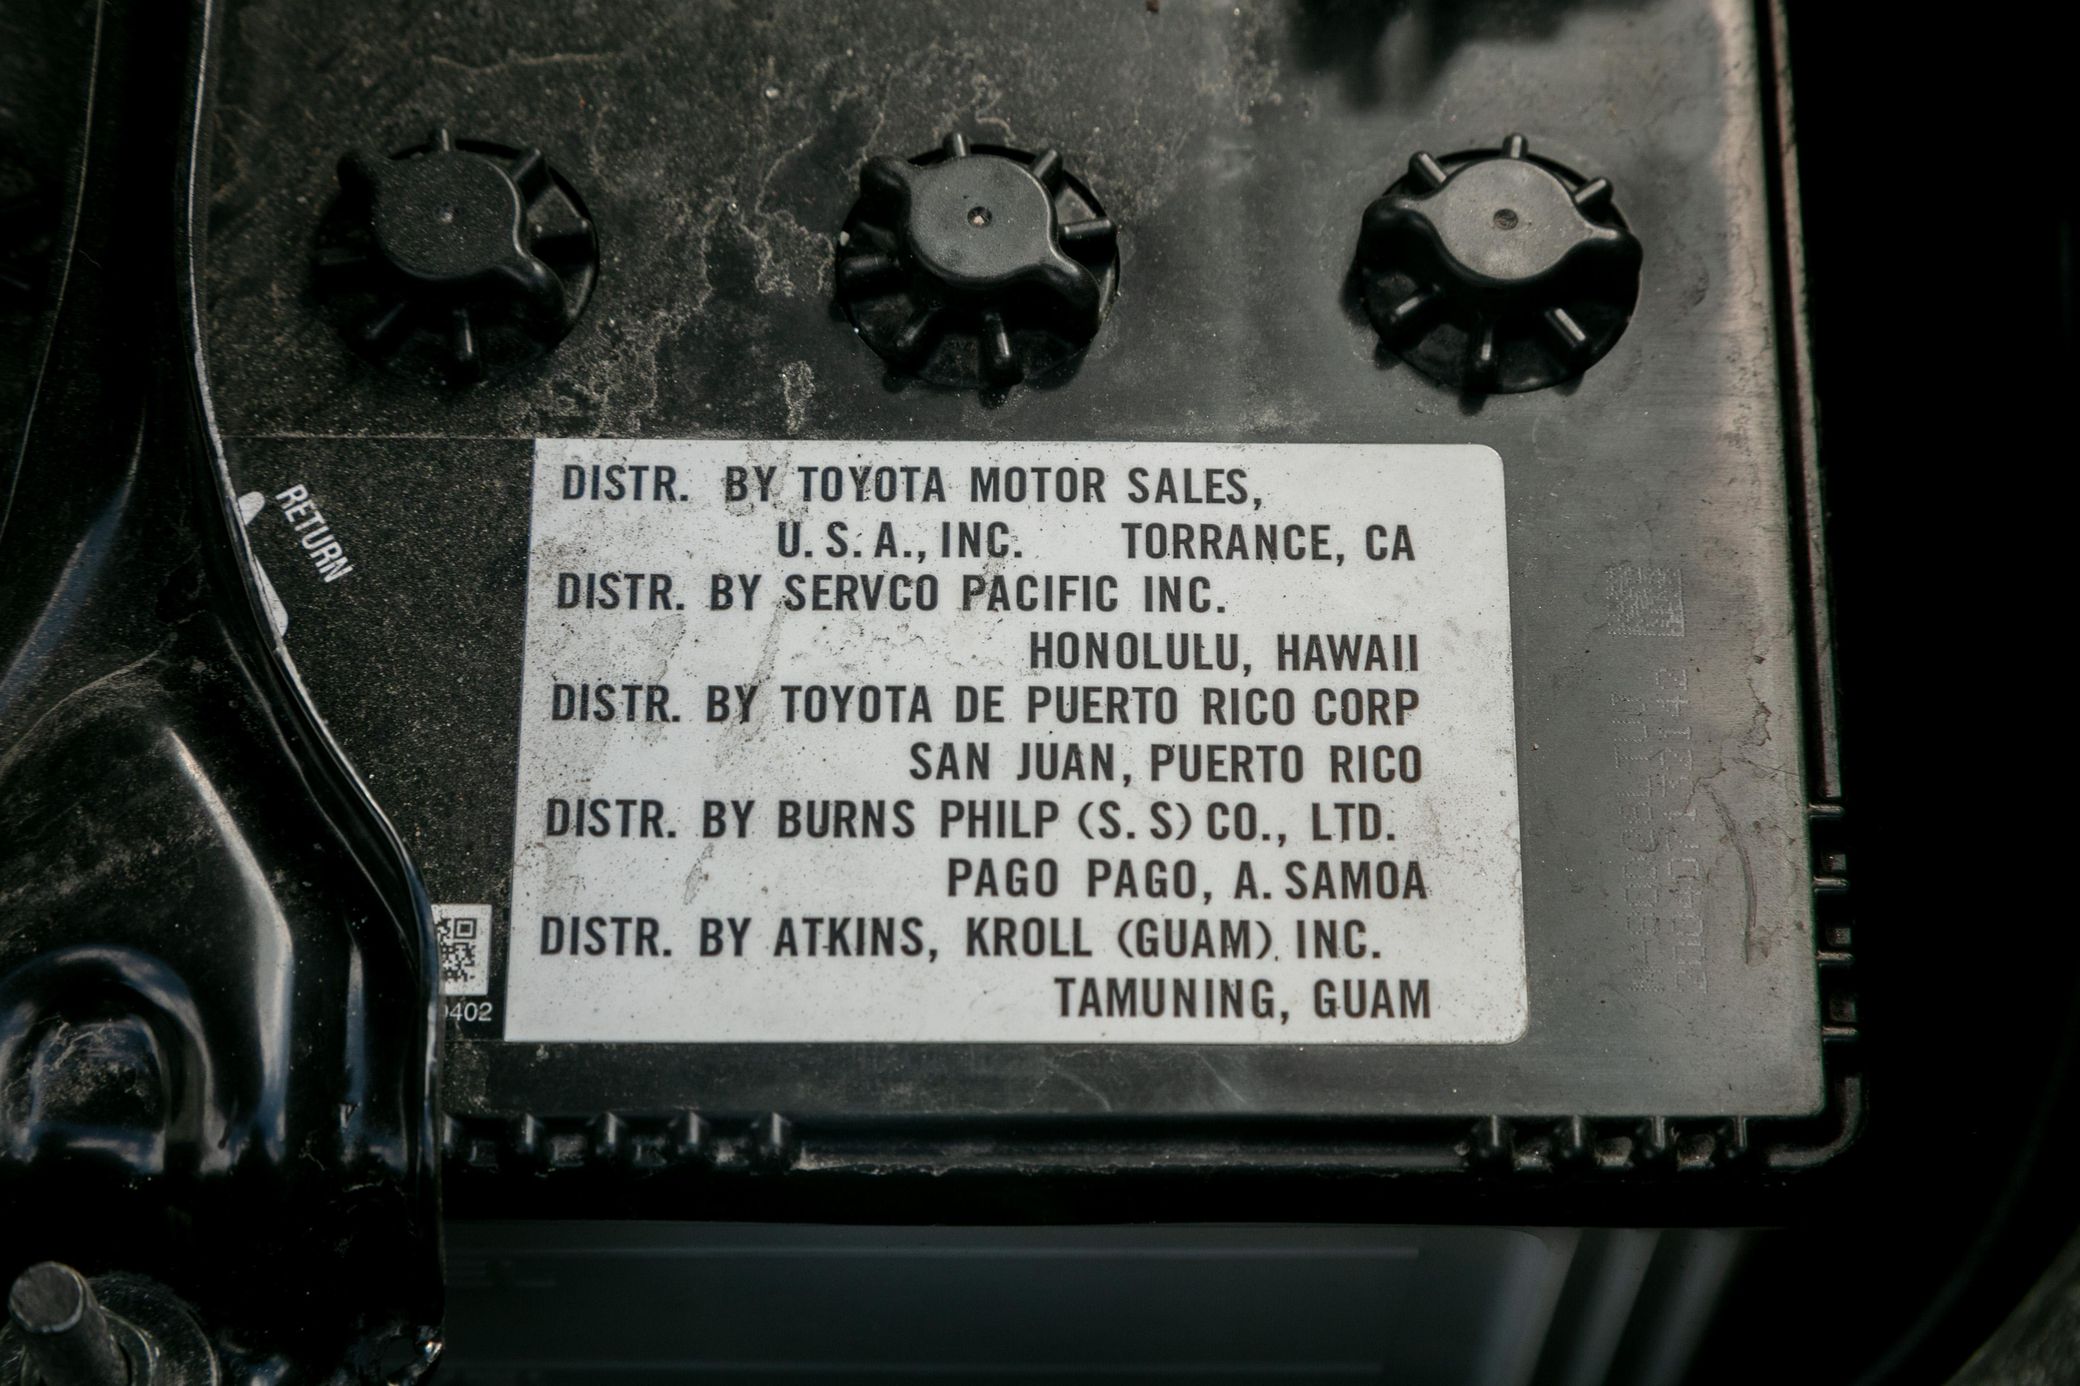 DISTR. BY TOYOTA MOTOR SALES,
U. S. A., INC. TORRANCE, CA
DISTR. BY SERVCO PACIFIC INC.
HONOLULU, HAWAII
DISTR. BY TOYOTA DE PUERTO RICO CORP
SAN JUAN, PUERTO RICO
DISTR. BY BURNS PHILP (S. S) CO., LTD.
PAGO PAGO, A. SAMOA
DISTR. BY ATKINS, KROLL (GUAM). INC.
TAMUNING, GUAM
RETURN